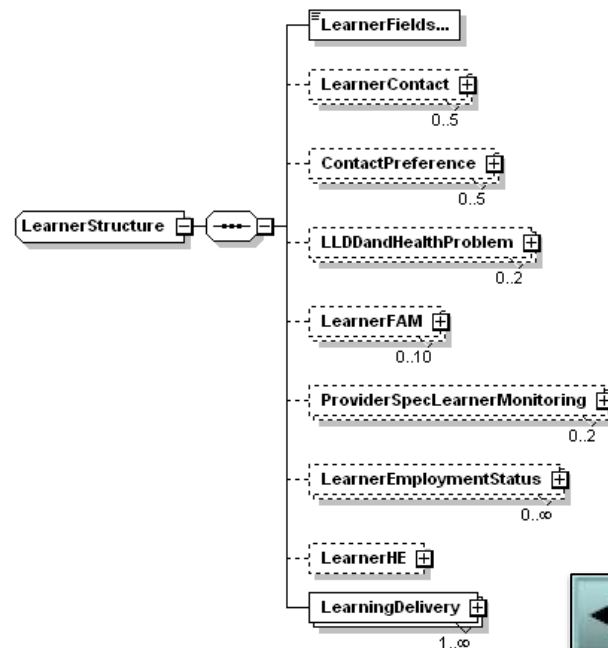 LearnerFields...
LearnerContact
0..5
ContactPreference
0..5
LearnerStructure
LLDDandHealthProblem
0..2
LearnerFAM
0..10
ProviderSpecLearnerMonitoring
0..2
LearnerEmploymentStatus
0..∞
LearnerHE
LearningDelivery
1..∞